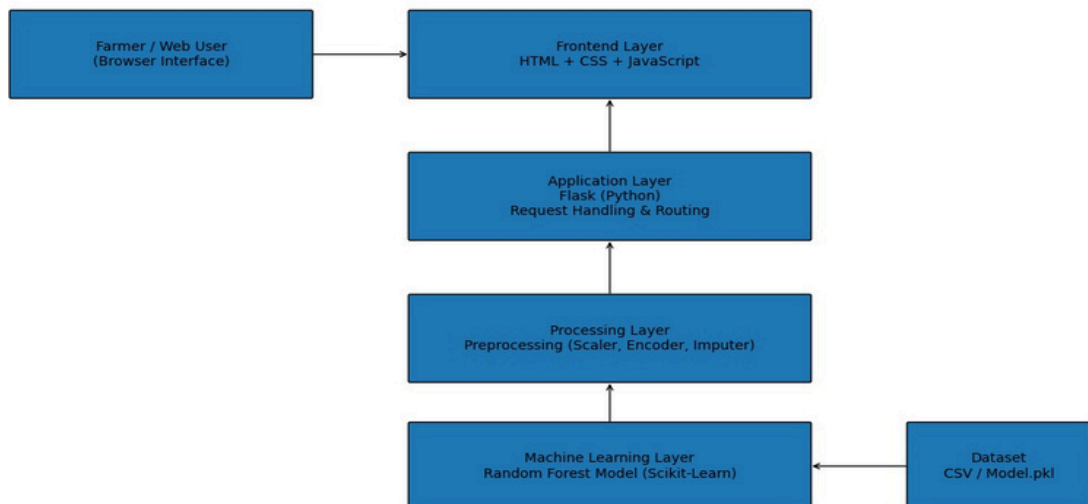 Farmer / Web User
(Browser Interface)
Frontend Layer
HTML + CSS + JavaScript
Application Layer
Flask (Python)
Request Handling & Routing
Processing Layer
Preprocessing (Scaler, Encoder, Imputer)
Machine Learning Layer
Random Forest Model (Scikit-Learn)
Dataset
CSV / Model.pkl